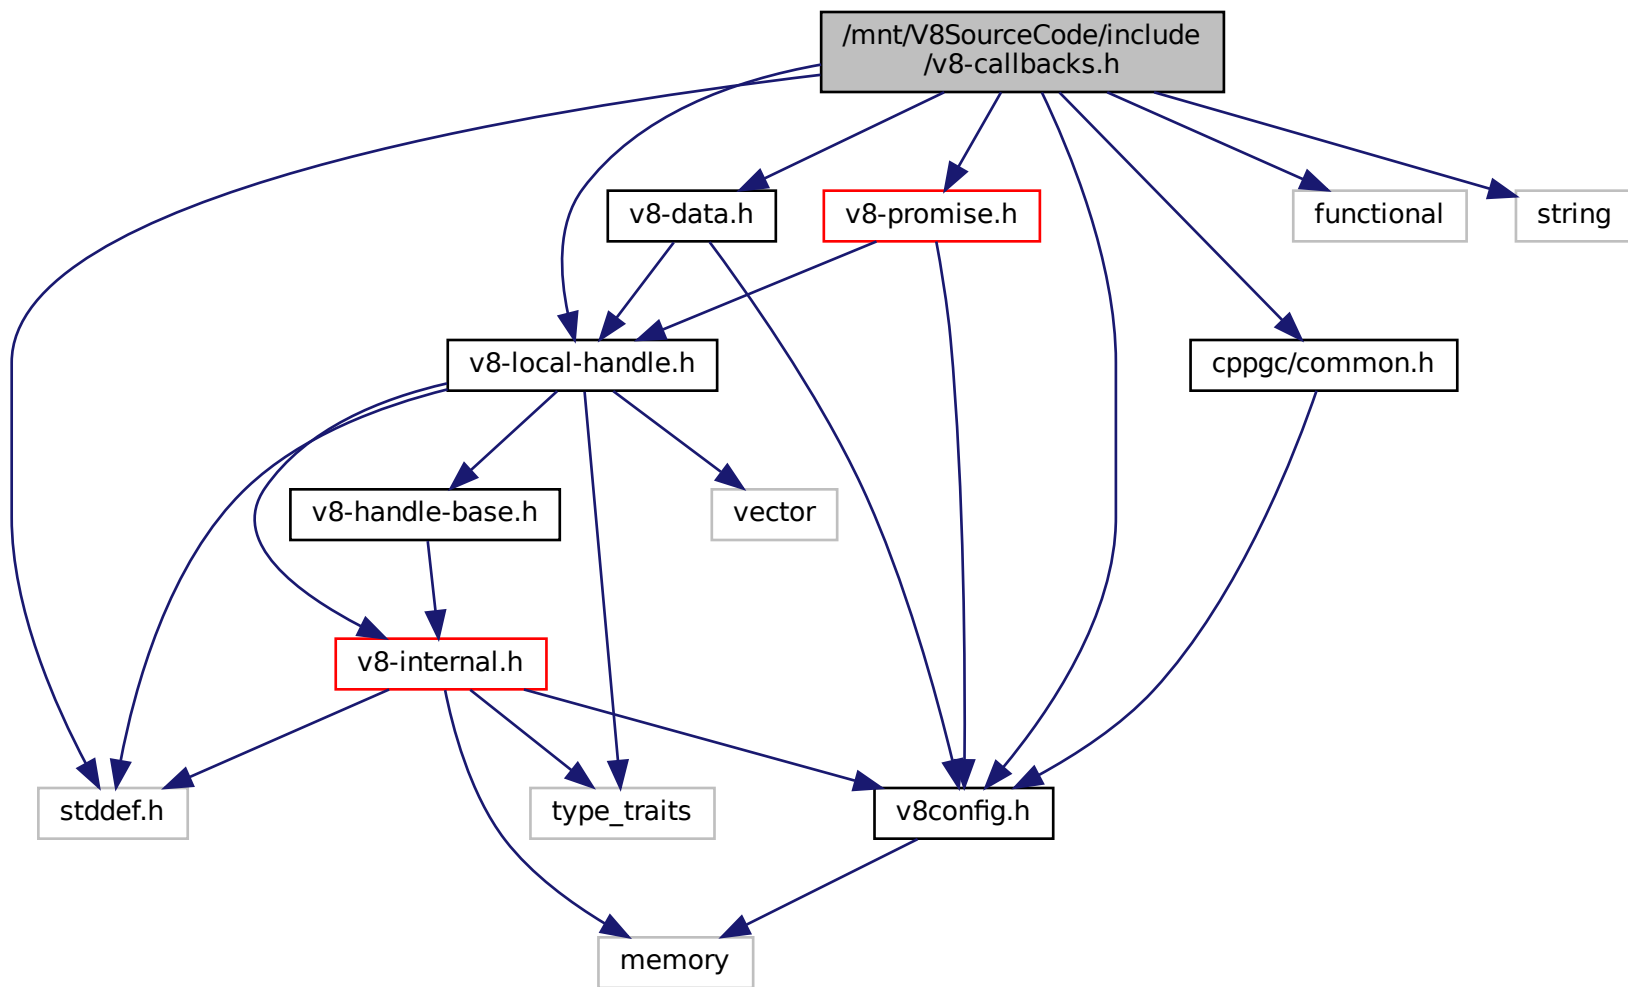 /mnt/V8SourceCode/include
/v8-callbacks.h
v8-data.h
v8-promise.h
functional
string
v8-local-handle.h
cppgc/common.h
v8-handle-base.h
vector
v8-internal.h
stddef.h
type_traits
v8config.h
memory